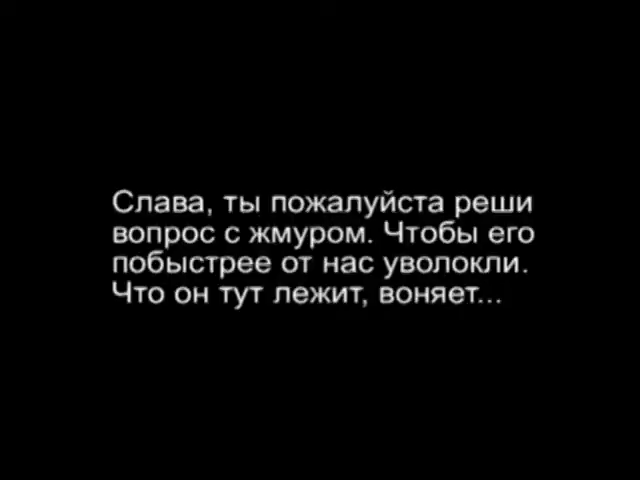 Слава, ты пожалуйста реши
вопрос с жмуром. Чтобы его
побыстрее от нас уволокли.
Что он тут лежит, воняет...